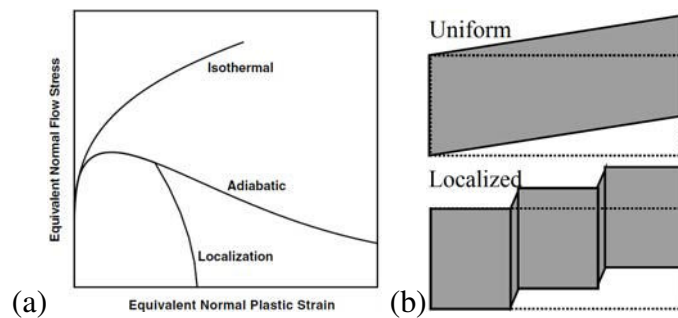 Isothermal
Adiabatic
Localization
Equivalent Normal Flow Stress
Equivalent Normal Plastic Strain
(a)
Uniform
Localized
(b)